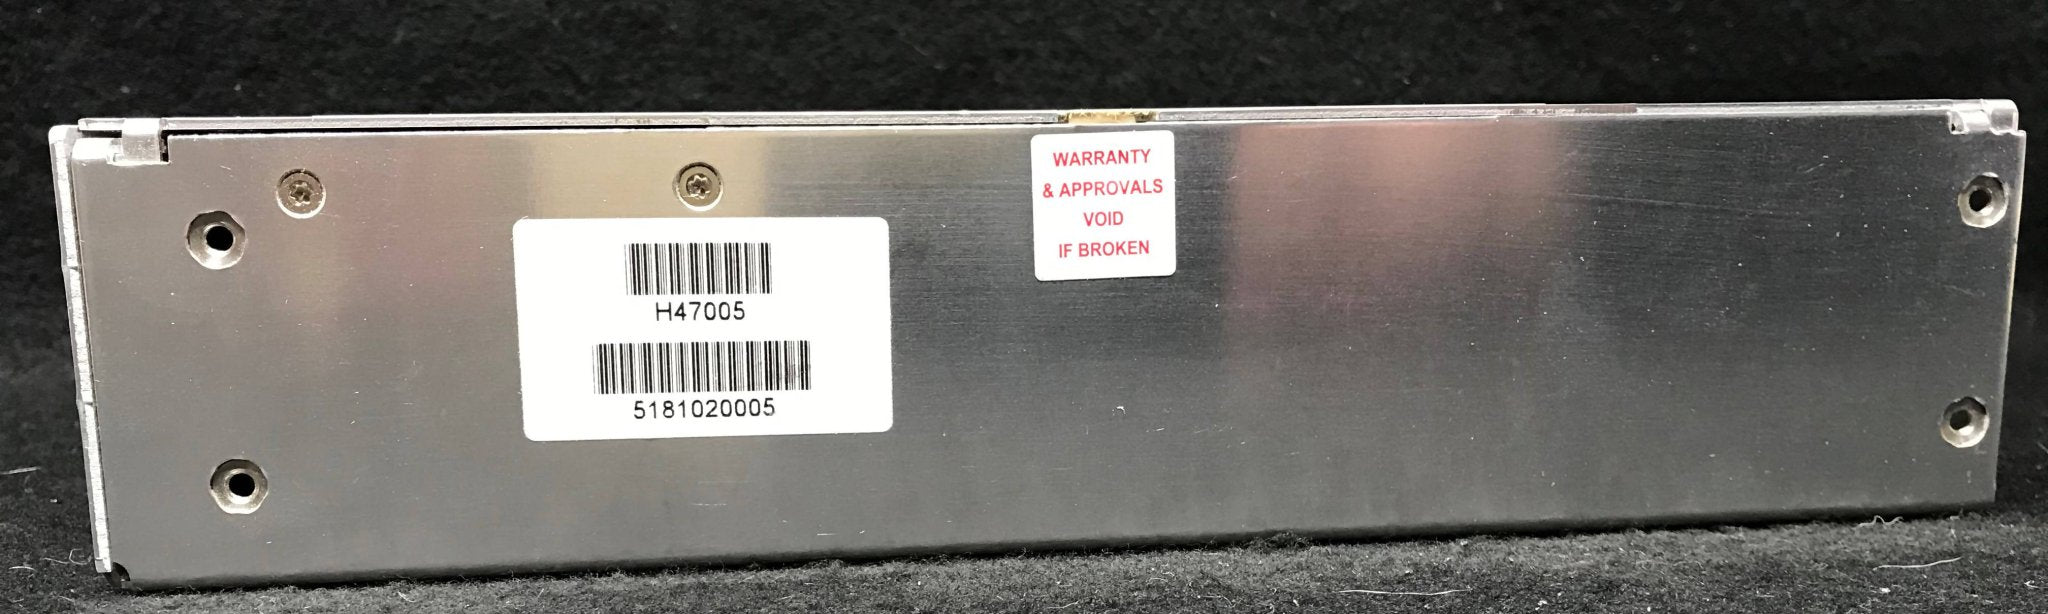 H47005
5181020005
WARRANTY
& APPROVALS
VOID
IF BROKEN